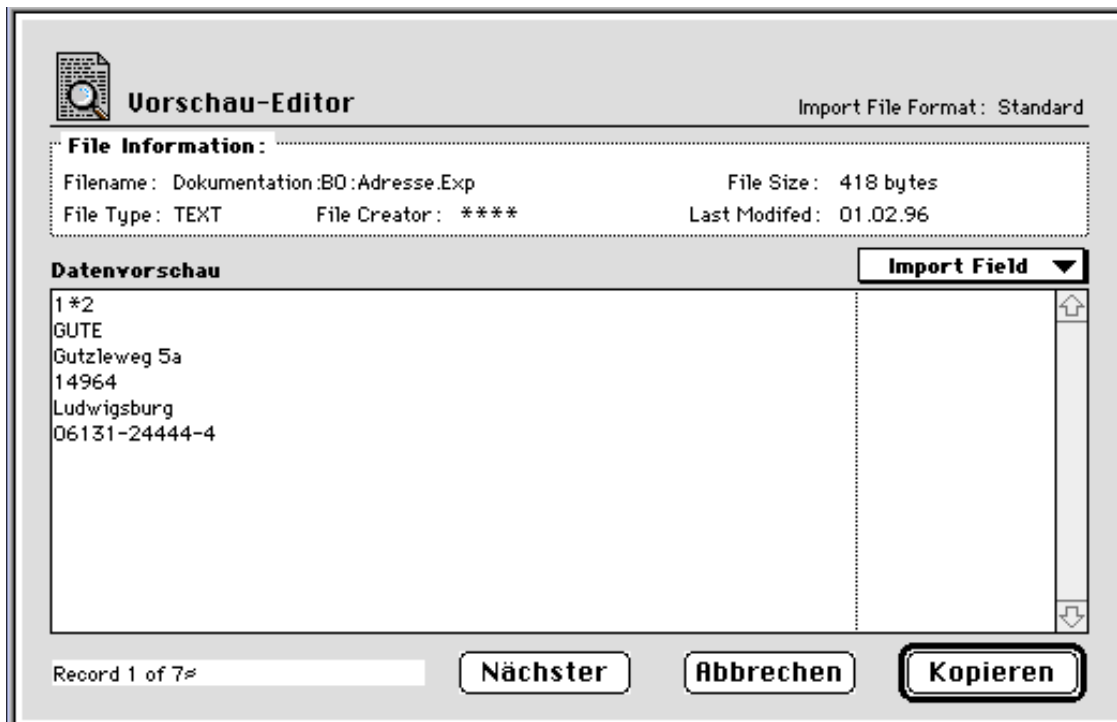 Vorschau-Editor
Import File Format: Standard
File Information:
Filename: Dokumentation:BO:Adresse.Exp File Size: 418 bytes
File Type: TEXT File Creator: **** Last Modifed: 01.02.96
Datenvorschau Import Field
1*2
GUTE
Gutzleweg 5a
14964
Ludwigsburg
06131-24444-4
Record 1 of 7≠ Nächster Abbrechen Kopieren